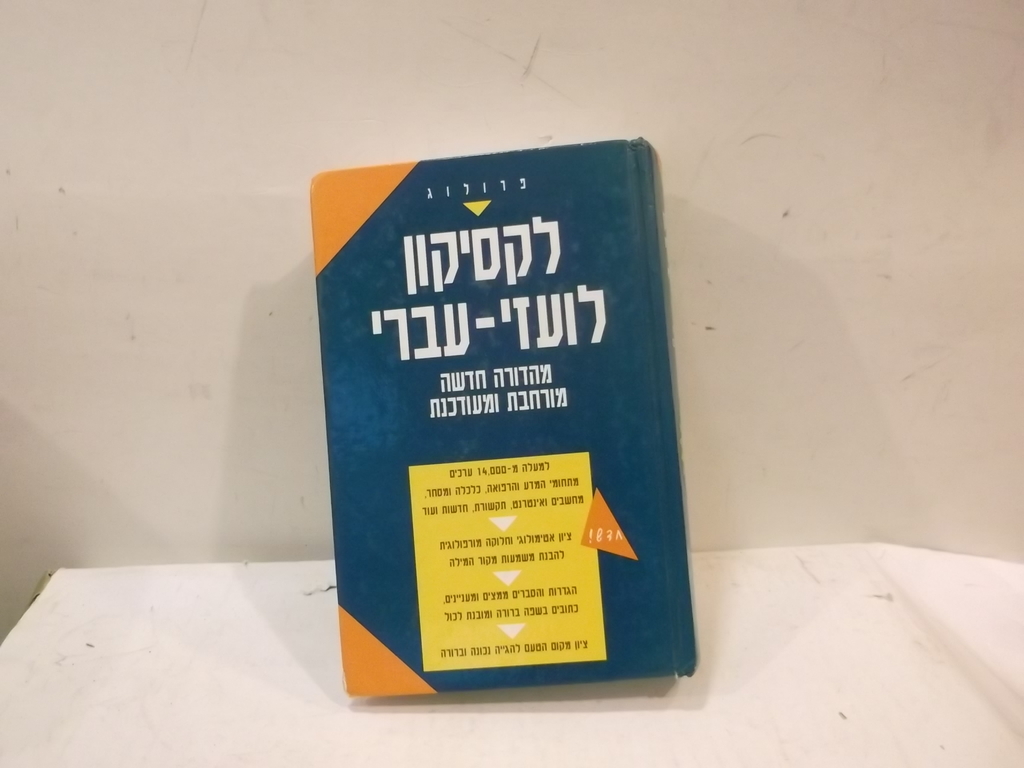 פרולוג
לקסיקון
לועזי-עברי
מהדורה חדשה
מורחבת ומעודכנת
למעלה מ-14,000 ערכים
מתחומי המדע והרפואה, כלכלה ומסחר,
מחשבים ואינטרנט, תקשורת, חדשות ועוד
חדש!
ציון אטימולוגי וחלוקה מורפולוגית
להבנת משמעות מקור המילה
הגדרות והסברים ממצים ומעניינים,
כתובים בשפה ברורה ומובנת לכול
ציון מקום הטעם להגייה נכונה וברורה